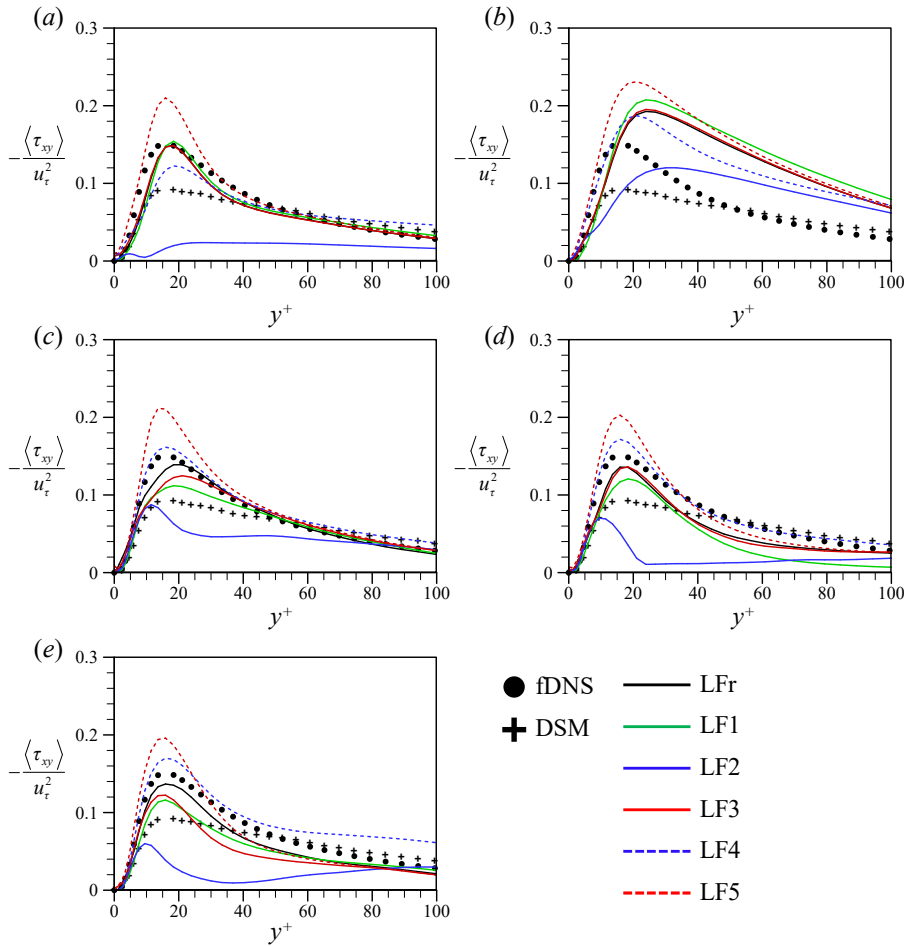 (a) (b)
0.3 0.3
0.2 0.2
−⟨τxy⟩/uτ² −⟨τxy⟩/uτ²
0.1 0.1
0 0
0 20 40 60 80 100 0 20 40 60 80 100
y+ y+
(c) (d)
0.3 0.3
0.2 0.2
−⟨τxy⟩/uτ² −⟨τxy⟩/uτ²
0.1 0.1
0 0
0 20 40 60 80 100 0 20 40 60 80 100
y+ y+
(e)
0.3
0.2
−⟨τxy⟩/uτ²
0.1
0
0 20 40 60 80 100
y+
fDNS
DSM
LFr
LF1
LF2
LF3
LF4
LF5